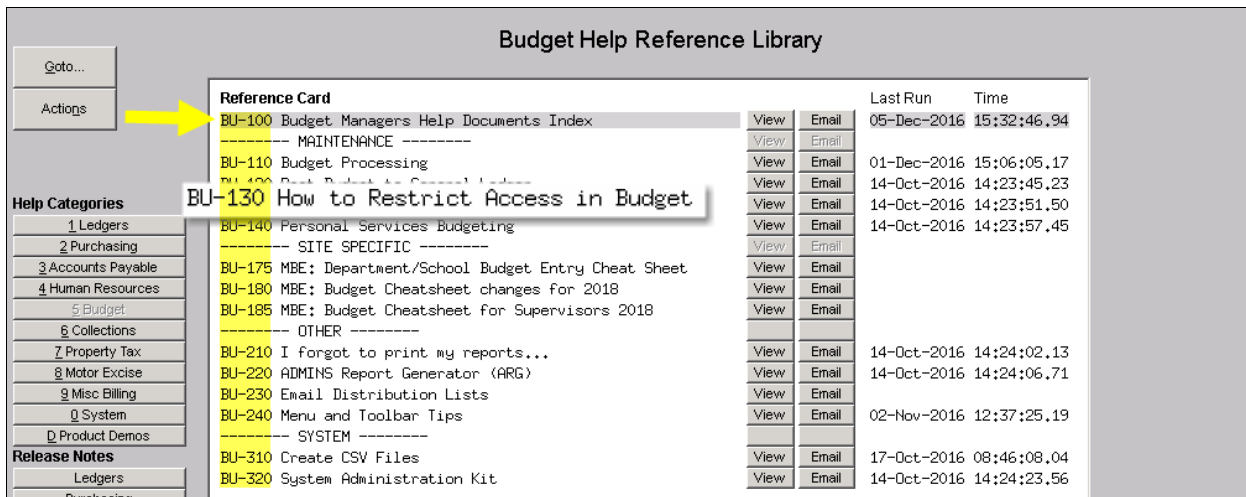 Budget Help Reference Library
Goto...
Actions
Reference Card Last Run Time
BU-100 Budget Managers Help Documents Index View Email 05-Dec-2016 15:32:46.94
-------- MAINTENANCE -------- View Email
BU-110 Budget Processing View Email 01-Dec-2016 15:06:05.17
View Email 14-Oct-2016 14:23:45.23
BU-130 How to Restrict Access in Budget
Help Categories
View Email 14-Oct-2016 14:23:51.50
1 Ledgers
BU-140 Personal Services Budgeting View Email 14-Oct-2016 14:23:57.45
2 Purchasing
-------- SITE SPECIFIC -------- View Email
3 Accounts Payable
BU-175 MBE: Department/School Budget Entry Cheat Sheet View Email
4 Human Resources
BU-180 MBE: Budget Cheatsheet changes for 2018 View Email
5 Budget
BU-185 MBE: Budget Cheatsheet for Supervisors 2018 View Email
6 Collections
-------- OTHER --------
7 Property Tax
BU-210 I forgot to print my reports... View Email 14-Oct-2016 14:24:02.13
8 Motor Excise
BU-220 ADMINS Report Generator (ARG) View Email 14-Oct-2016 14:24:06.71
9 Misc Billing
BU-230 Email Distribution Lists View Email
0 System
BU-240 Menu and Toolbar Tips View Email 02-Nov-2016 12:37:25.19
D Product Demos
-------- SYSTEM --------
Release Notes
BU-310 Create CSV Files View Email 17-Oct-2016 08:46:08.04
Ledgers
BU-320 System Administration Kit View Email 14-Oct-2016 14:24:23.56